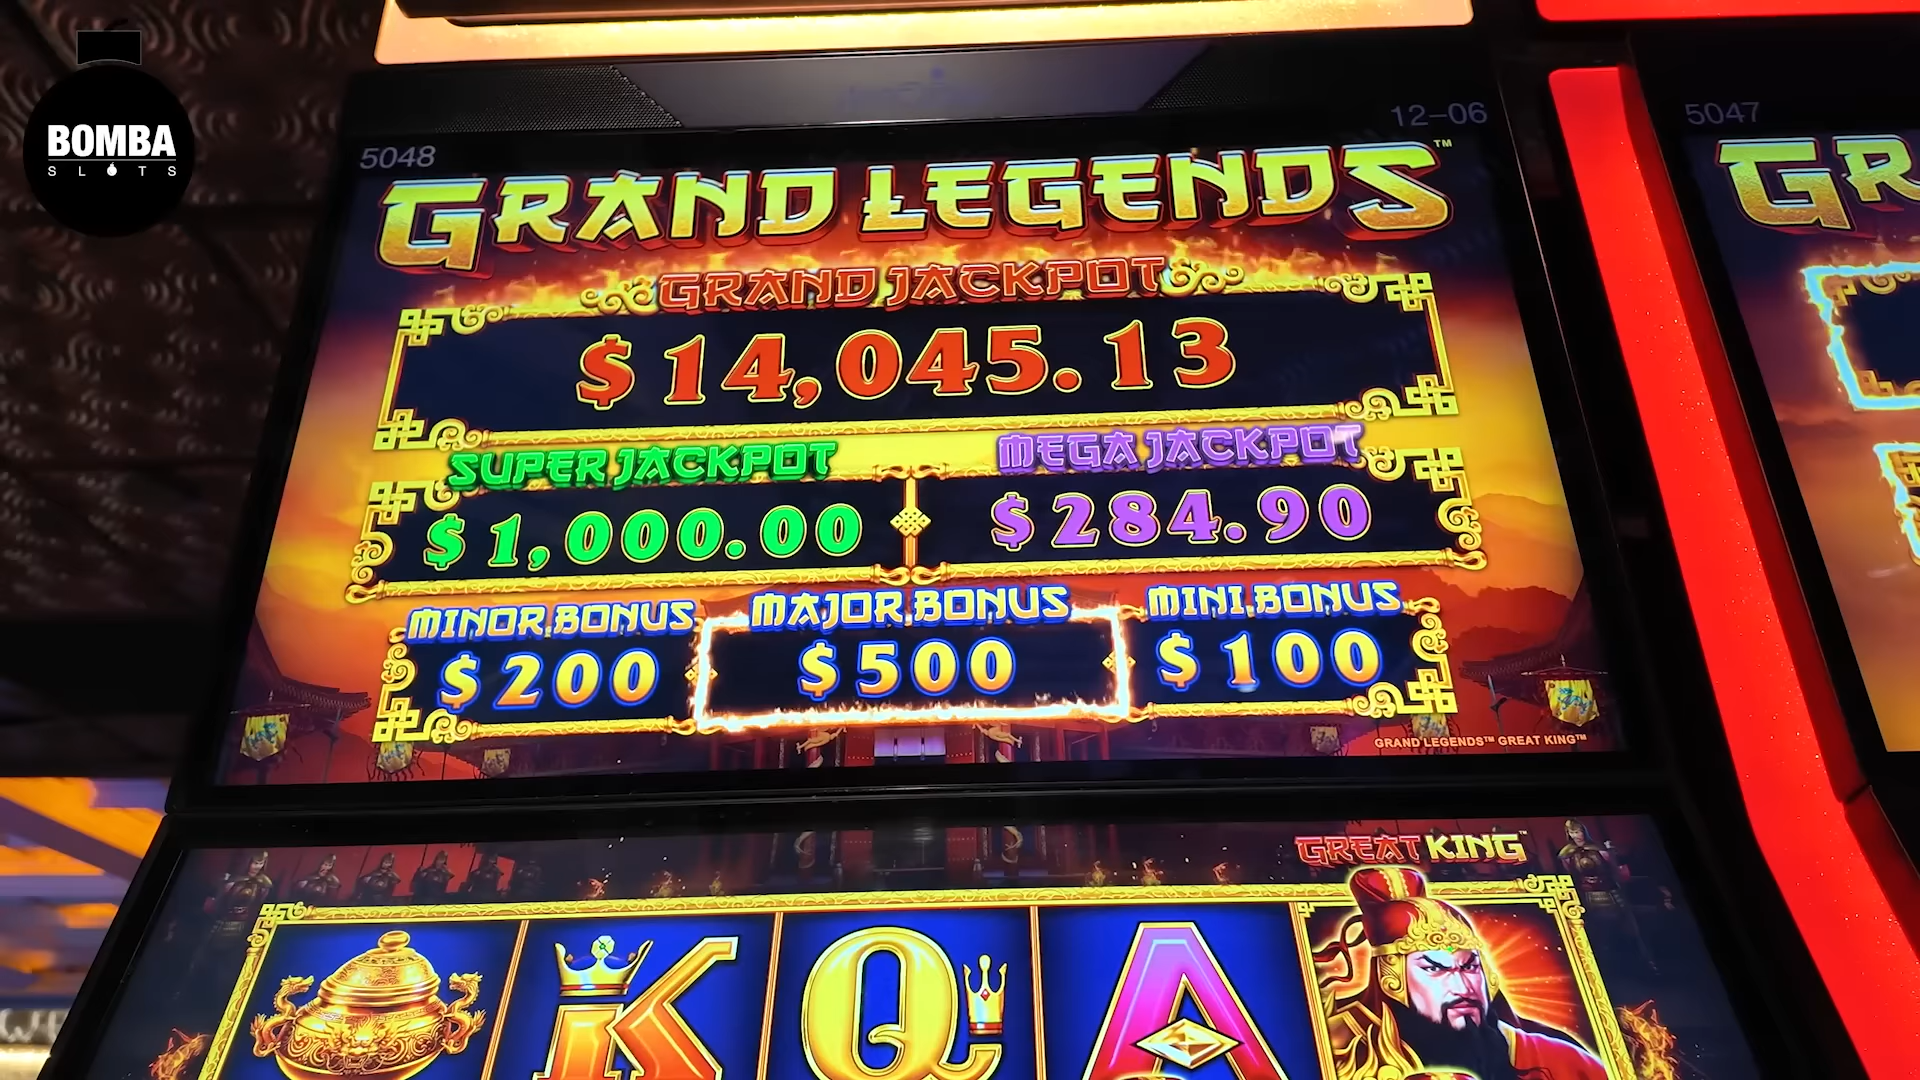 BOMBA
SLOTS
5048
12-06
5047
GRAND LEGENDS™
GRAND JACKPOT
$14,045.13
SUPER JACKPOT
MEGA JACKPOT
$1,000.00
$284.90
MINOR BONUS
MAJOR BONUS
MINI BONUS
$200
$500
$100
GRAND LEGENDS™ GREAT KING™
GREAT KING™
K
Q
A
GR